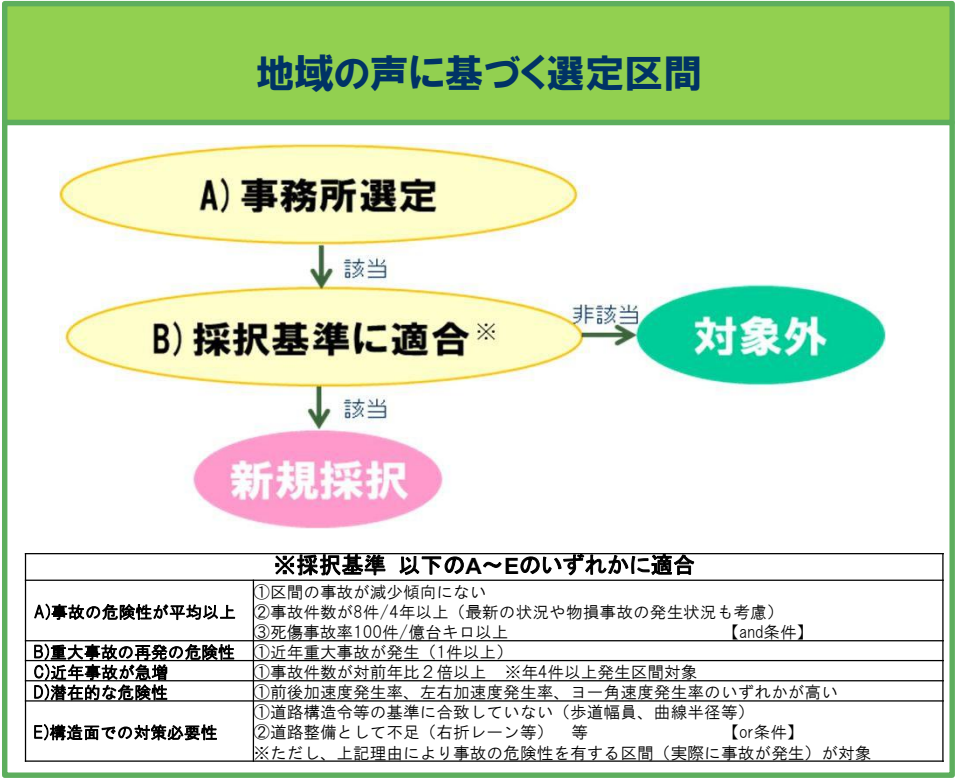 地域の声に基づく選定区間
A) 事務所選定
該当
B) 採択基準に適合※
非該当
対象外
該当
新規採択
※採択基準 以下のA～Eのいずれかに適合
A)事故の危険性が平均以上
①区間の事故が減少傾向にない
②事故件数が8件/4年以上（最新の状況や物損事故の発生状況も考慮）
③死傷事故率100件/億台キロ以上 【and条件】
B)重大事故の再発の危険性
①近年重大事故が発生（1件以上）
C)近年事故が急増
①事故件数が対前年比２倍以上 ※年4件以上発生区間対象
D)潜在的な危険性
①前後加速度発生率、左右加速度発生率、ヨー角速度発生率のいずれかが高い
E)構造面での対策必要性
①道路構造令等の基準に合致していない（歩道幅員、曲線半径等）
②道路整備として不足（右折レーン等） 等 【or条件】
※ただし、上記理由により事故の危険性を有する区間（実際に事故が発生）が対象